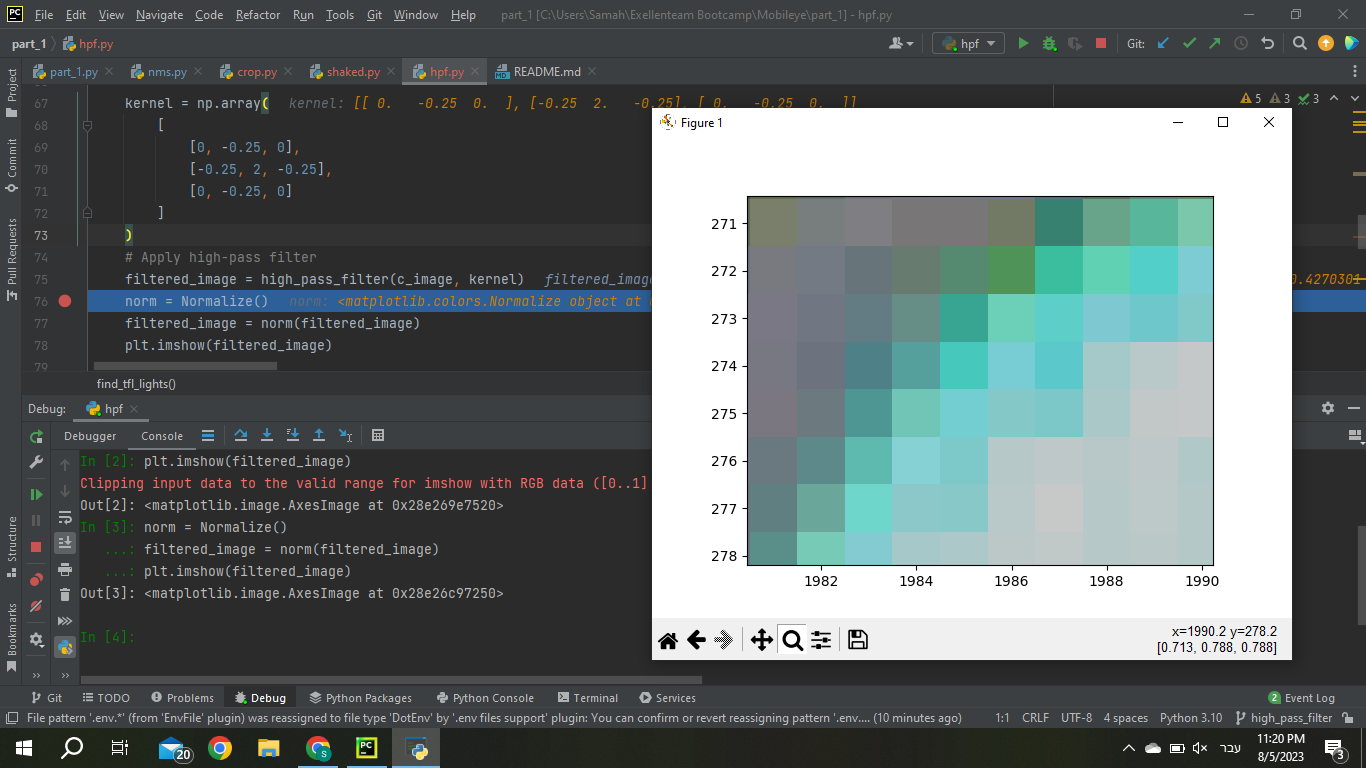 File Edit View Navigate Code Refactor Run Tools Git Window Help part_1 [C:\Users\Samah\Exellenteam Bootcamp\Mobileye\part_1] - hpf.py
part_1 hpf.py hpf Git:
part_1.py nms.py crop.py shaked.py hpf.py README.md
Project
Commit
Pull Requests
Structure
Bookmarks
5 3 3
67 kernel = np.array( kernel: [[ 0. -0.25 0. ], [-0.25 2. -0.25], [ 0. -0.25 0. ]]
68 [
69 [0, -0.25, 0],
70 [-0.25, 2, -0.25],
71 [0, -0.25, 0]
72 ]
73 )
74 # Apply high-pass filter
75 filtered_image = high_pass_filter(c_image, kernel) filtered_image 0.4270301
76 norm = Normalize() norm: <matplotlib.colors.Normalize object at
77 filtered_image = norm(filtered_image)
78 plt.imshow(filtered_image)
79
find_tfl_lights()
Debug: hpf
Debugger Console
In [2]: plt.imshow(filtered_image)
Clipping input data to the valid range for imshow with RGB data ([0..1]
Out[2]: <matplotlib.image.AxesImage at 0x28e269e7520>
In [3]: norm = Normalize()
...: filtered_image = norm(filtered_image)
...: plt.imshow(filtered_image)
Out[3]: <matplotlib.image.AxesImage at 0x28e26c97250>
In [4]:
Figure 1
271
272
273
274
275
276
277
278
1982 1984 1986 1988 1990
x=1990.2 y=278.2
[0.713, 0.788, 0.788]
Git TODO Problems Debug Python Packages Python Console Terminal Services 2 Event Log
File pattern '.env.*' (from 'EnvFile' plugin) was reassigned to file type 'DotEnv' by '.env files support' plugin: You can confirm or revert reassigning pattern '.env.... (10 minutes ago) 1:1 CRLF UTF-8 4 spaces Python 3.10 high_pass_filter
20 עבר 11:20 PM
8/5/2023 3